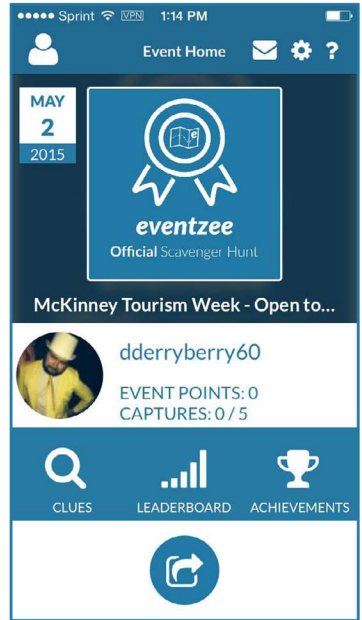 Sprint VPN 1:14 PM
Event Home ?
MAY
2
2015
e
eventzee
Official Scavenger Hunt
McKinney Tourism Week - Open to...
dderryberry60
EVENT POINTS: 0
CAPTURES: 0 / 5
CLUES LEADERBOARD ACHIEVEMENTS